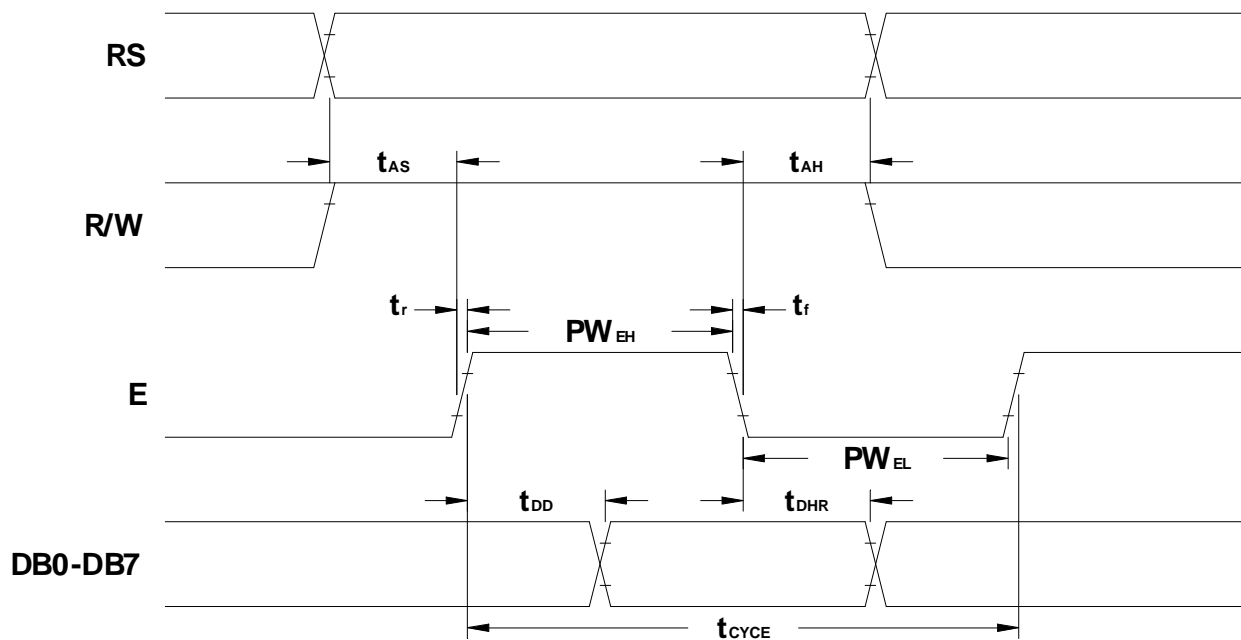 RS
tAS
tAH
R/W
tr
tf
PWEH
E
PWEL
tDD
tDHR
DB0-DB7
tCYCE